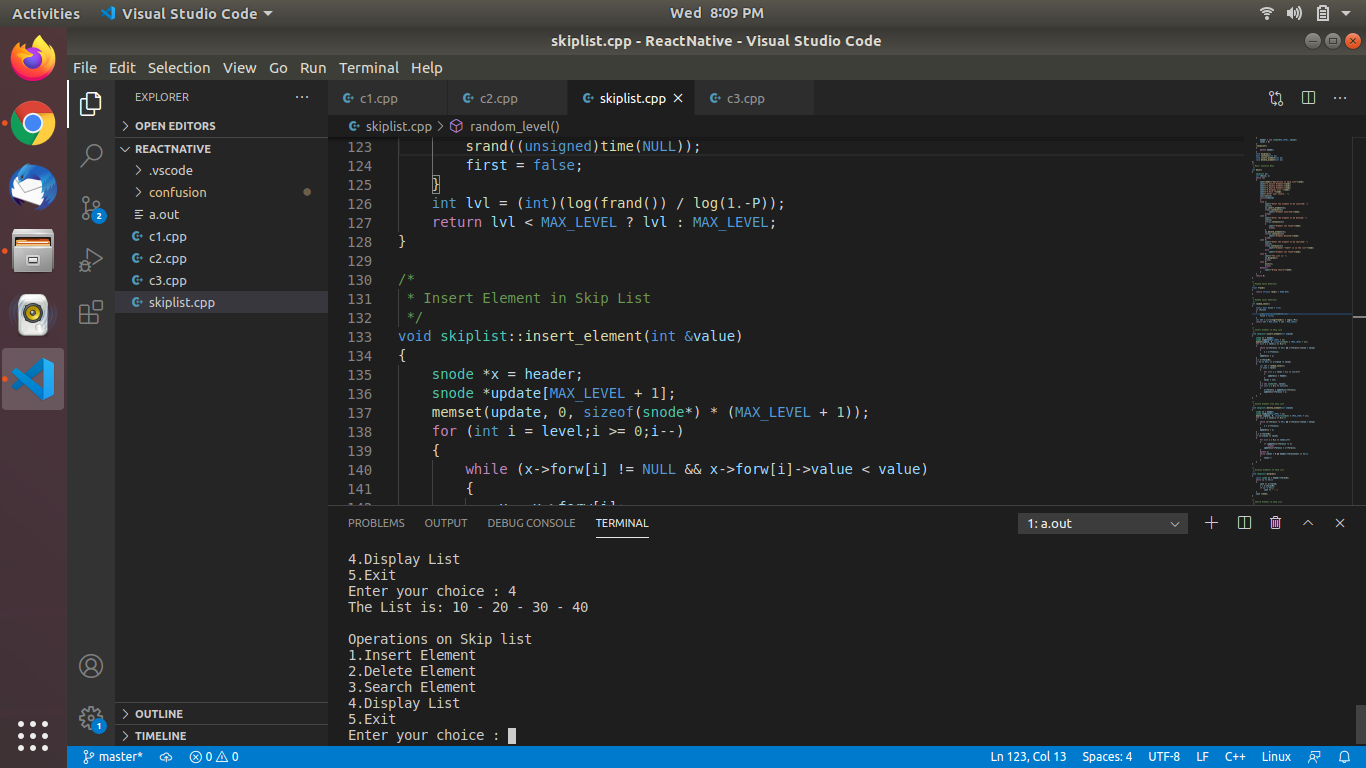 Activities Visual Studio Code Wed 8:09 PM
skiplist.cpp - ReactNative - Visual Studio Code
File Edit Selection View Go Run Terminal Help
EXPLORER ···
OPEN EDITORS
REACTNATIVE
.vscode
confusion
a.out
c1.cpp
c2.cpp
c3.cpp
skiplist.cpp
OUTLINE
TIMELINE
2
1
c1.cpp c2.cpp skiplist.cpp c3.cpp
skiplist.cpp > random_level()
123 srand((unsigned)time(NULL));
124 first = false;
125 }
126 int lvl = (int)(log(frand()) / log(1.-P));
127 return lvl < MAX_LEVEL ? lvl : MAX_LEVEL;
128 }
129
130 /*
131 * Insert Element in Skip List
132 */
133 void skiplist::insert_element(int &value)
134 {
135 snode *x = header;
136 snode *update[MAX_LEVEL + 1];
137 memset(update, 0, sizeof(snode*) * (MAX_LEVEL + 1));
138 for (int i = level;i >= 0;i--)
139 {
140 while (x->forw[i] != NULL && x->forw[i]->value < value)
141 {
PROBLEMS OUTPUT DEBUG CONSOLE TERMINAL 1: a.out
4.Display List
5.Exit
Enter your choice : 4
The List is: 10 - 20 - 30 - 40
Operations on Skip list
1.Insert Element
2.Delete Element
3.Search Element
4.Display List
5.Exit
Enter your choice :
master* 0 0 Ln 123, Col 13 Spaces: 4 UTF-8 LF C++ Linux